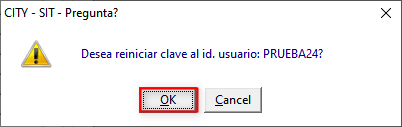 CITY - SIT - Pregunta?
Desea reiniciar clave al id. usuario: PRUEBA24?
OK
Cancel